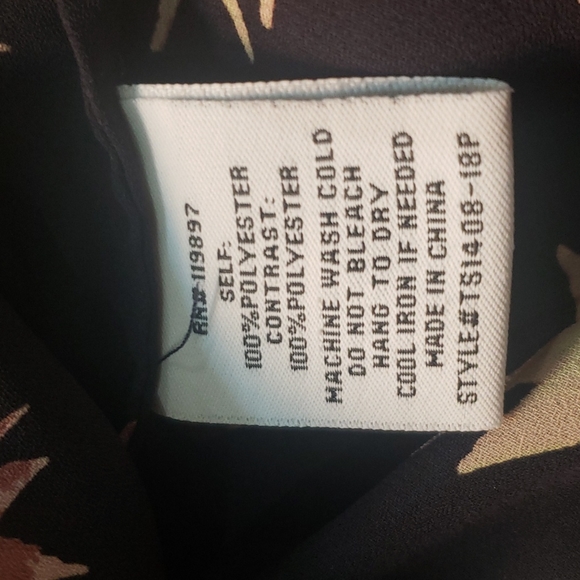 RN# 119897
SELF:
100%POLYESTER
CONTRAST:
100%POLYESTER
MACHINE WASH COLD
DO NOT BLEACH
HANG TO DRY
COOL IRON IF NEEDED
MADE IN CHINA
STYLE#TS1408-18P